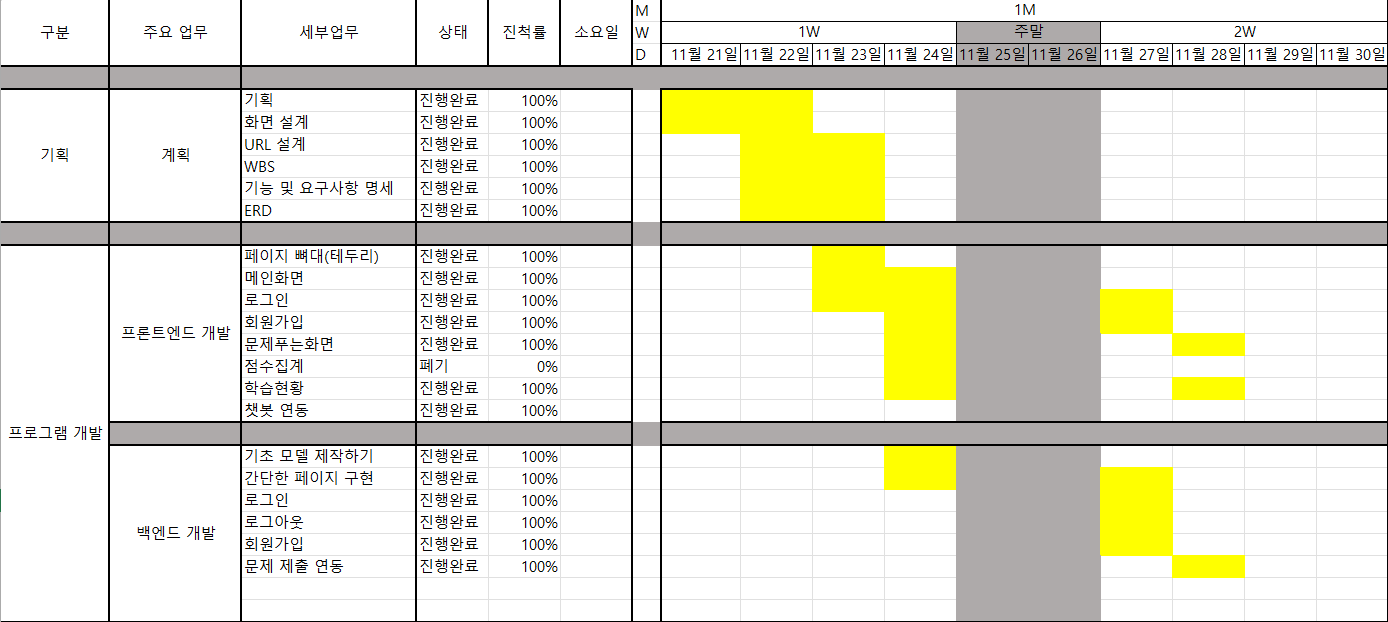 구분 주요 업무 세부업무 상태 진척률 소요일 M 1M
W 1W 주말 2W
D 11월 21일 11월 22일 11월 23일 11월 24일 11월 25일 11월 26일 11월 27일 11월 28일 11월 29일 11월 30일
기획 계획
기획 진행완료 100%
화면 설계 진행완료 100%
URL 설계 진행완료 100%
WBS 진행완료 100%
기능 및 요구사항 명세 진행완료 100%
ERD 진행완료 100%
프로그램 개발
프론트엔드 개발
페이지 뼈대(테두리) 진행완료 100%
메인화면 진행완료 100%
로그인 진행완료 100%
회원가입 진행완료 100%
문제푸는화면 진행완료 100%
점수집계 폐기 0%
학습현황 진행완료 100%
챗봇 연동 진행완료 100%
백엔드 개발
기초 모델 제작하기 진행완료 100%
간단한 페이지 구현 진행완료 100%
로그인 진행완료 100%
로그아웃 진행완료 100%
회원가입 진행완료 100%
문제 제출 연동 진행완료 100%